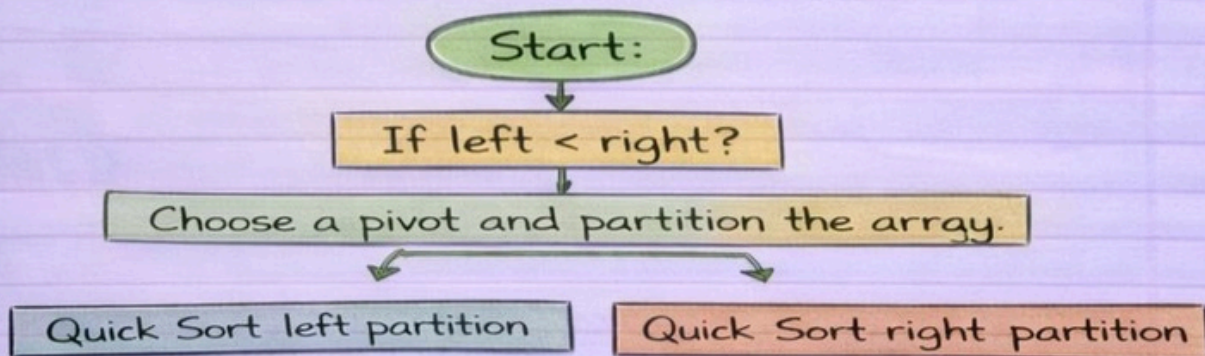 Start:
If left < right?
Choose a pivot and partition the array.
Quick Sort left partition
Quick Sort right partition